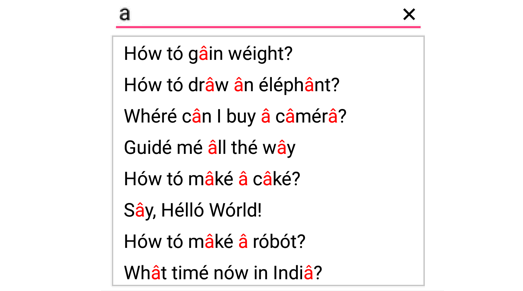 a ×
Hów tó gâin wéight?
Hów tó drâw ân éléphânt?
Whéré cân I buy â câmérâ?
Guidé mé âll thé wây
Hów tó mâké â câké?
Sây, Hélló Wórld!
Hów tó mâké â róbót?
Whât timé nów in Indiâ?